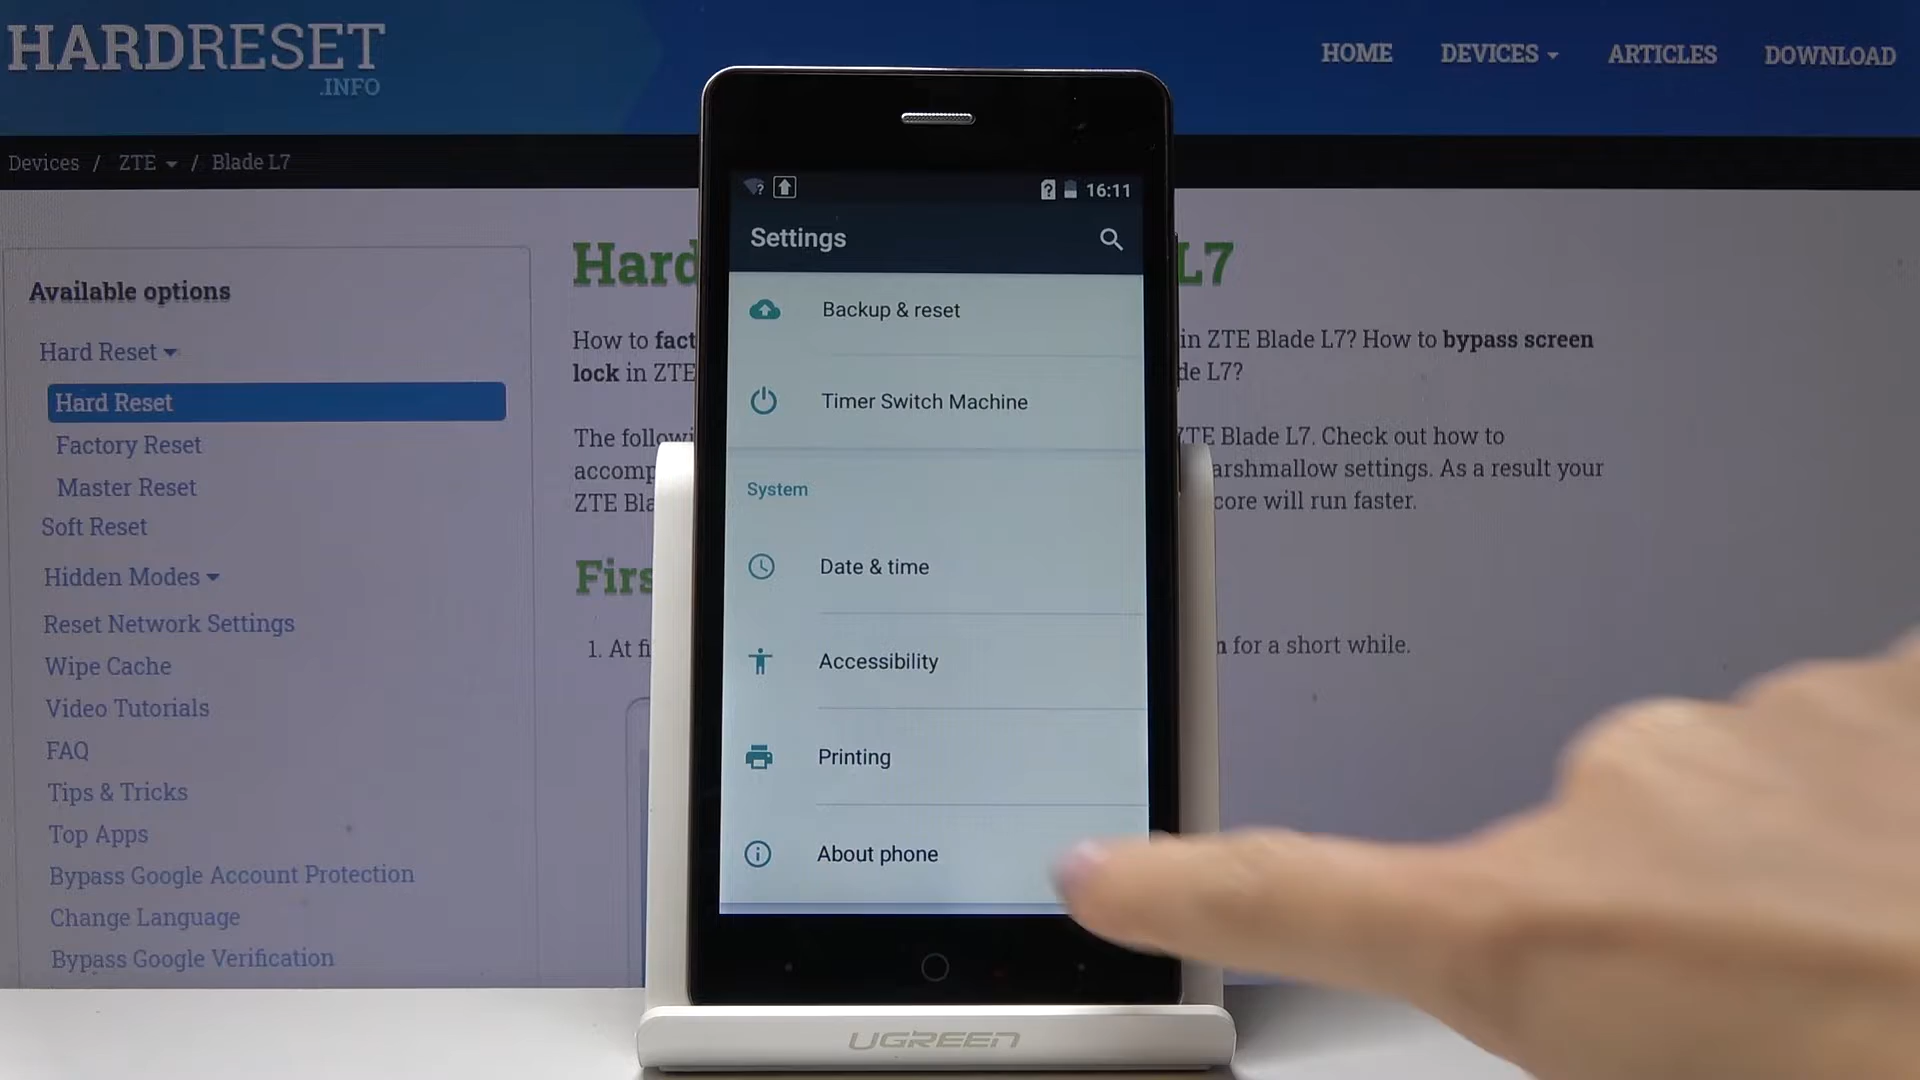 HARDRESET
.INFO
HOME DEVICES ARTICLES DOWNLOAD
Devices / ZTE / Blade L7
Available options
Hard Reset
Hard Reset
Factory Reset
Master Reset
Soft Reset
Hidden Modes
Reset Network Settings
Wipe Cache
Video Tutorials
FAQ
Tips & Tricks
Top Apps
Bypass Google Account Protection
Change Language
Bypass Google Verification
Hard L7
How to fact in ZTE Blade L7? How to bypass screen
lock in ZTE de L7?
The follow ZTE Blade L7. Check out how to
accomp arshmallow settings. As a result your
ZTE Bla core will run faster.
Firs
1. At fi n for a short while.
16:11
Settings
Backup & reset
Timer Switch Machine
System
Date & time
Accessibility
Printing
About phone
UGREEN